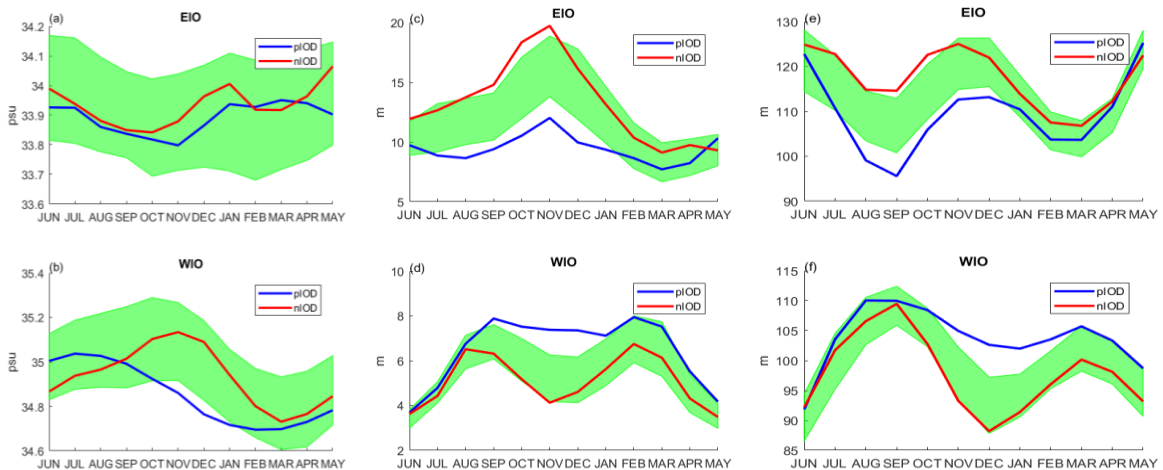 (a)
EIO
34.2
34.1
34
33.9
33.8
33.7
33.6
psu
pIOD
nIOD
JUN JUL AUG SEP OCT NOV DEC JAN FEB MAR APR MAY
(c)
EIO
20
15
10
5
m
pIOD
nIOD
JUN JUL AUG SEP OCT NOV DEC JAN FEB MAR APR MAY
(e)
EIO
130
120
110
100
90
m
pIOD
nIOD
JUN JUL AUG SEP OCT NOV DEC JAN FEB MAR APR MAY
(b)
WIO
35.4
35.2
35
34.8
34.6
psu
pIOD
nIOD
JUN JUL AUG SEP OCT NOV DEC JAN FEB MAR APR MAY
(d)
WIO
10
8
6
4
2
m
pIOD
nIOD
JUN JUL AUG SEP OCT NOV DEC JAN FEB MAR APR MAY
(f)
WIO
115
110
105
100
95
90
85
m
pIOD
nIOD
JUN JUL AUG SEP OCT NOV DEC JAN FEB MAR APR MAY